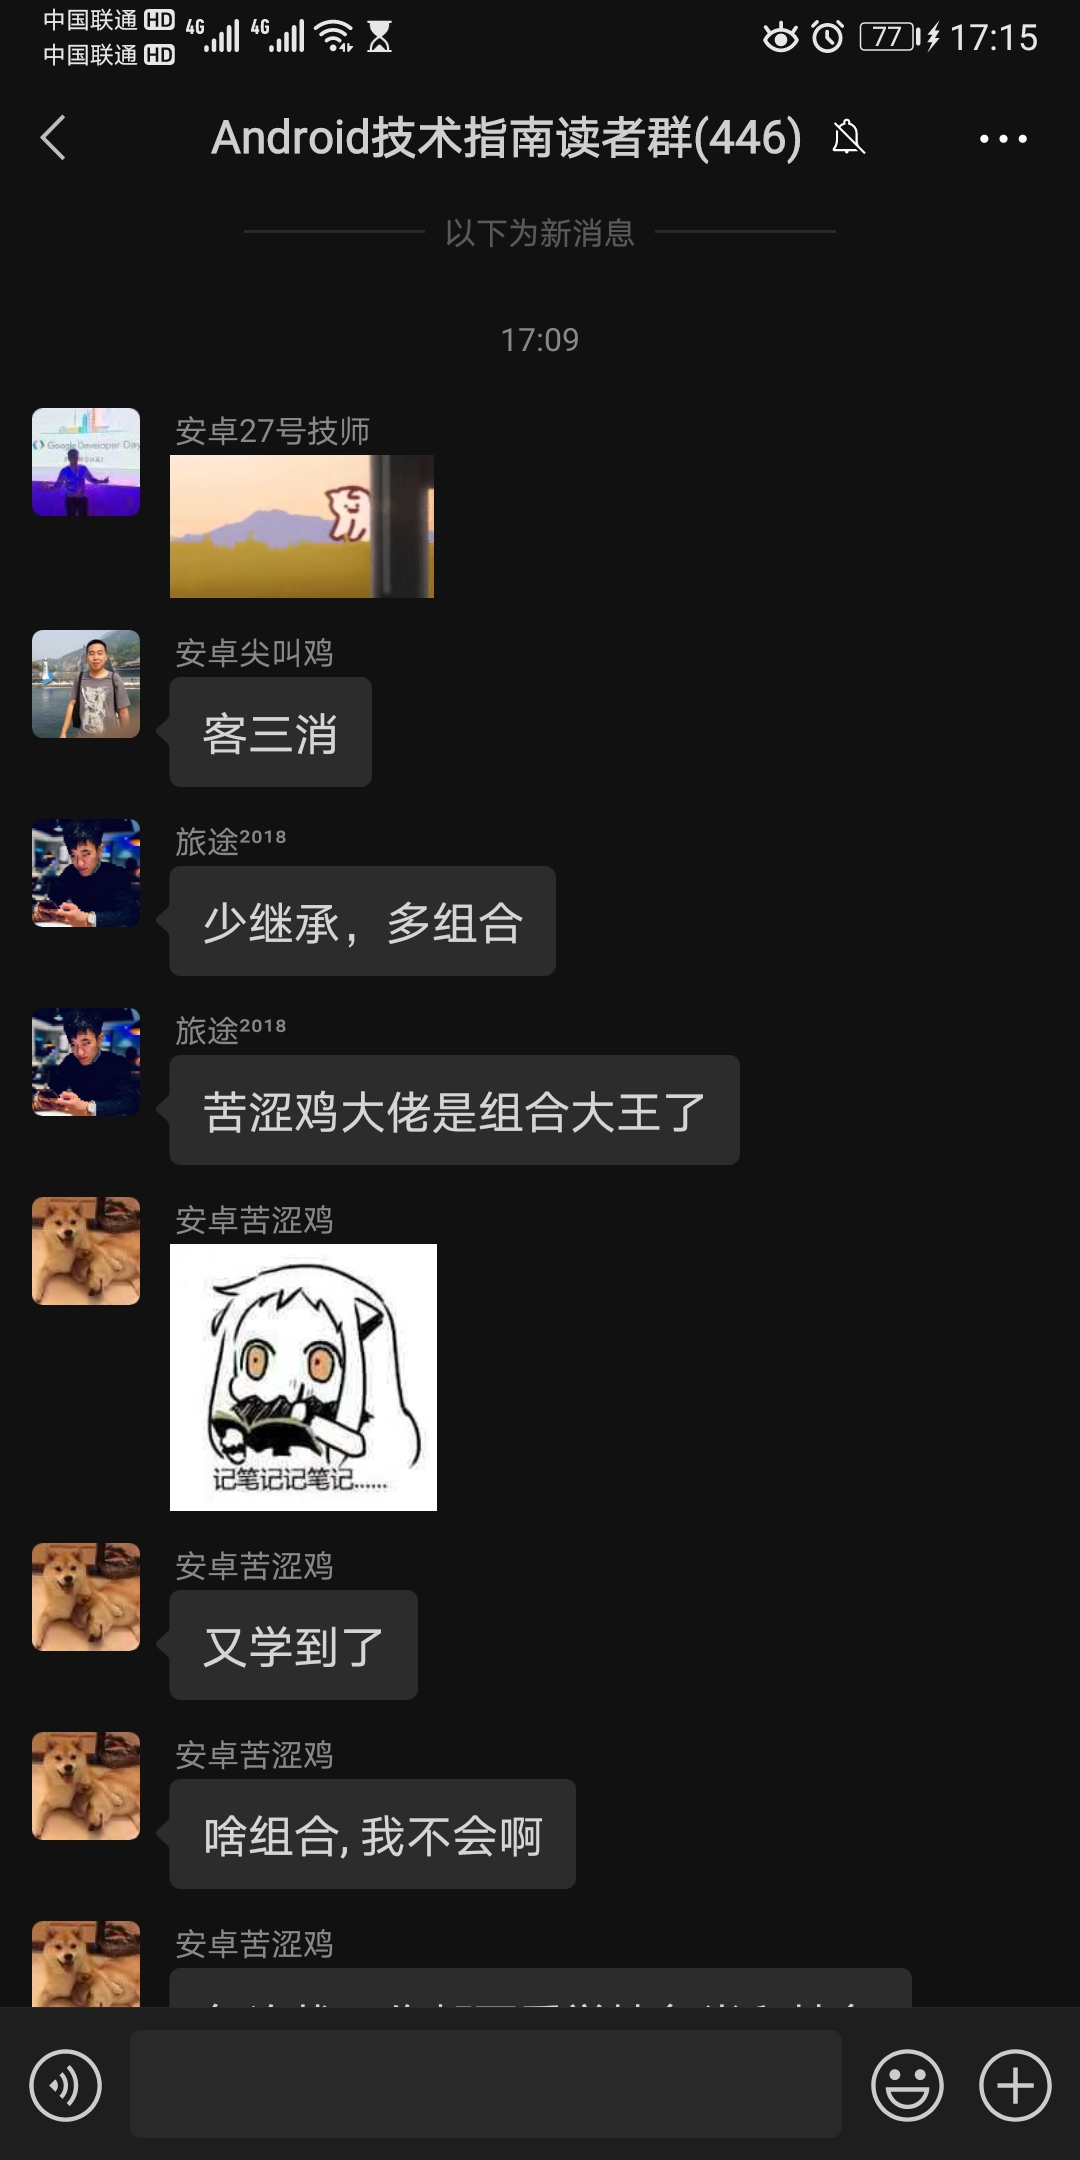 中国联通 HD 4G 4G 77 17:15
中国联通 HD
Android技术指南读者群(446)
以下为新消息
17:09
Google Developer Day
安卓27号技师
安卓尖叫鸡
客三消
旅途²⁰¹⁸
少继承，多组合
旅途²⁰¹⁸
苦涩鸡大佬是组合大王了
安卓苦涩鸡
记笔记记笔记......
安卓苦涩鸡
又学到了
安卓苦涩鸡
啥组合, 我不会啊
安卓苦涩鸡